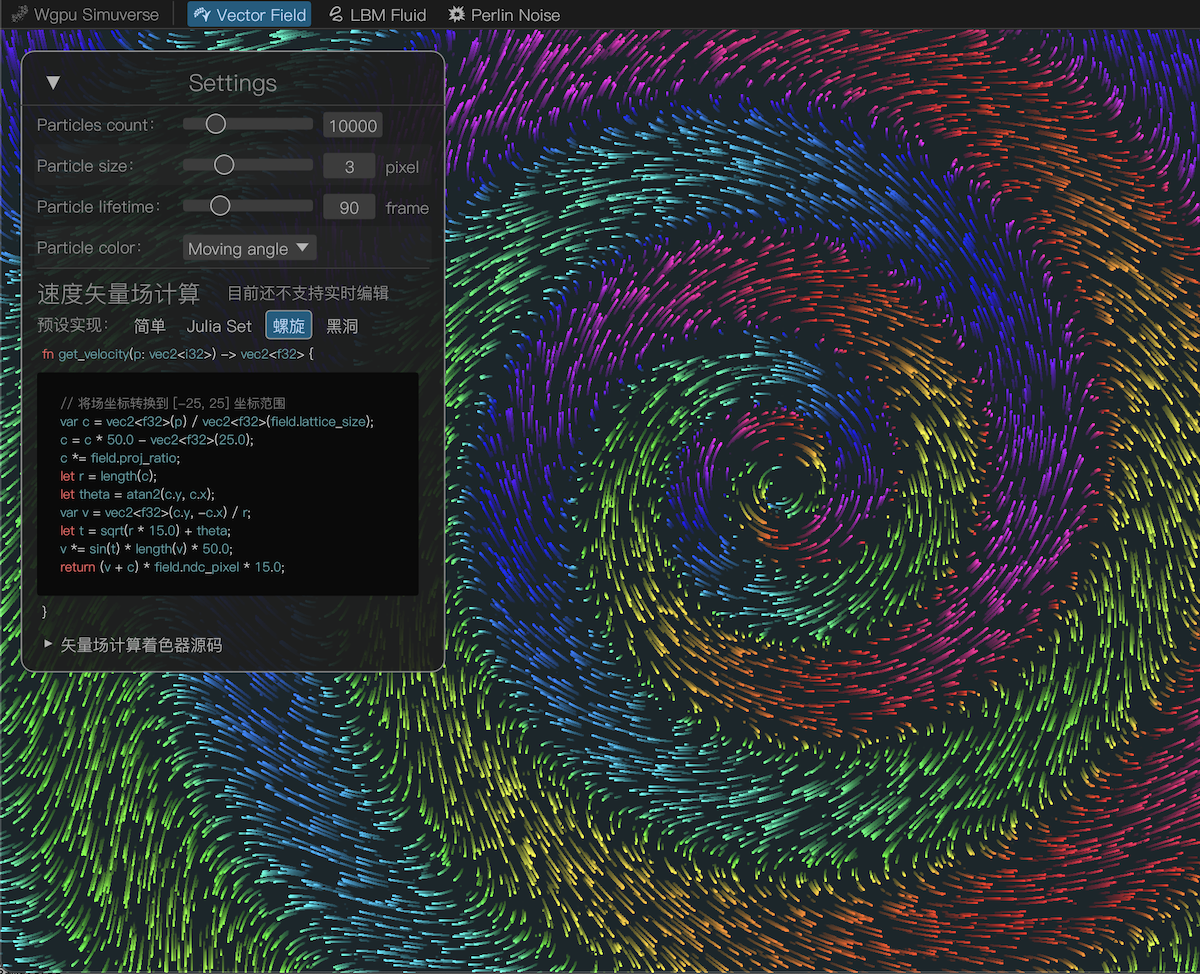 Wgpu Simuverse Vector Field LBM Fluid Perlin Noise
Settings
Particles count: 10000
Particle size: 3 pixel
Particle lifetime: 90 frame
Particle color: Moving angle
速度矢量场计算 目前还不支持实时编辑
预设实现: 简单 Julia Set 螺旋 黑洞
fn get_velocity(p: vec2<i32>) -> vec2<f32> {
// 将场坐标转换到 [-25, 25] 坐标范围
var c = vec2<f32>(p) / vec2<f32>(field.lattice_size);
c = c * 50.0 - vec2<f32>(25.0);
c *= field.proj_ratio;
let r = length(c);
let theta = atan2(c.y, c.x);
var v = vec2<f32>(c.y, -c.x) / r;
let t = sqrt(r * 15.0) + theta;
v *= sin(t) * length(v) * 50.0;
return (v + c) * field.ndc_pixel * 15.0;
}
矢量场计算着色器源码